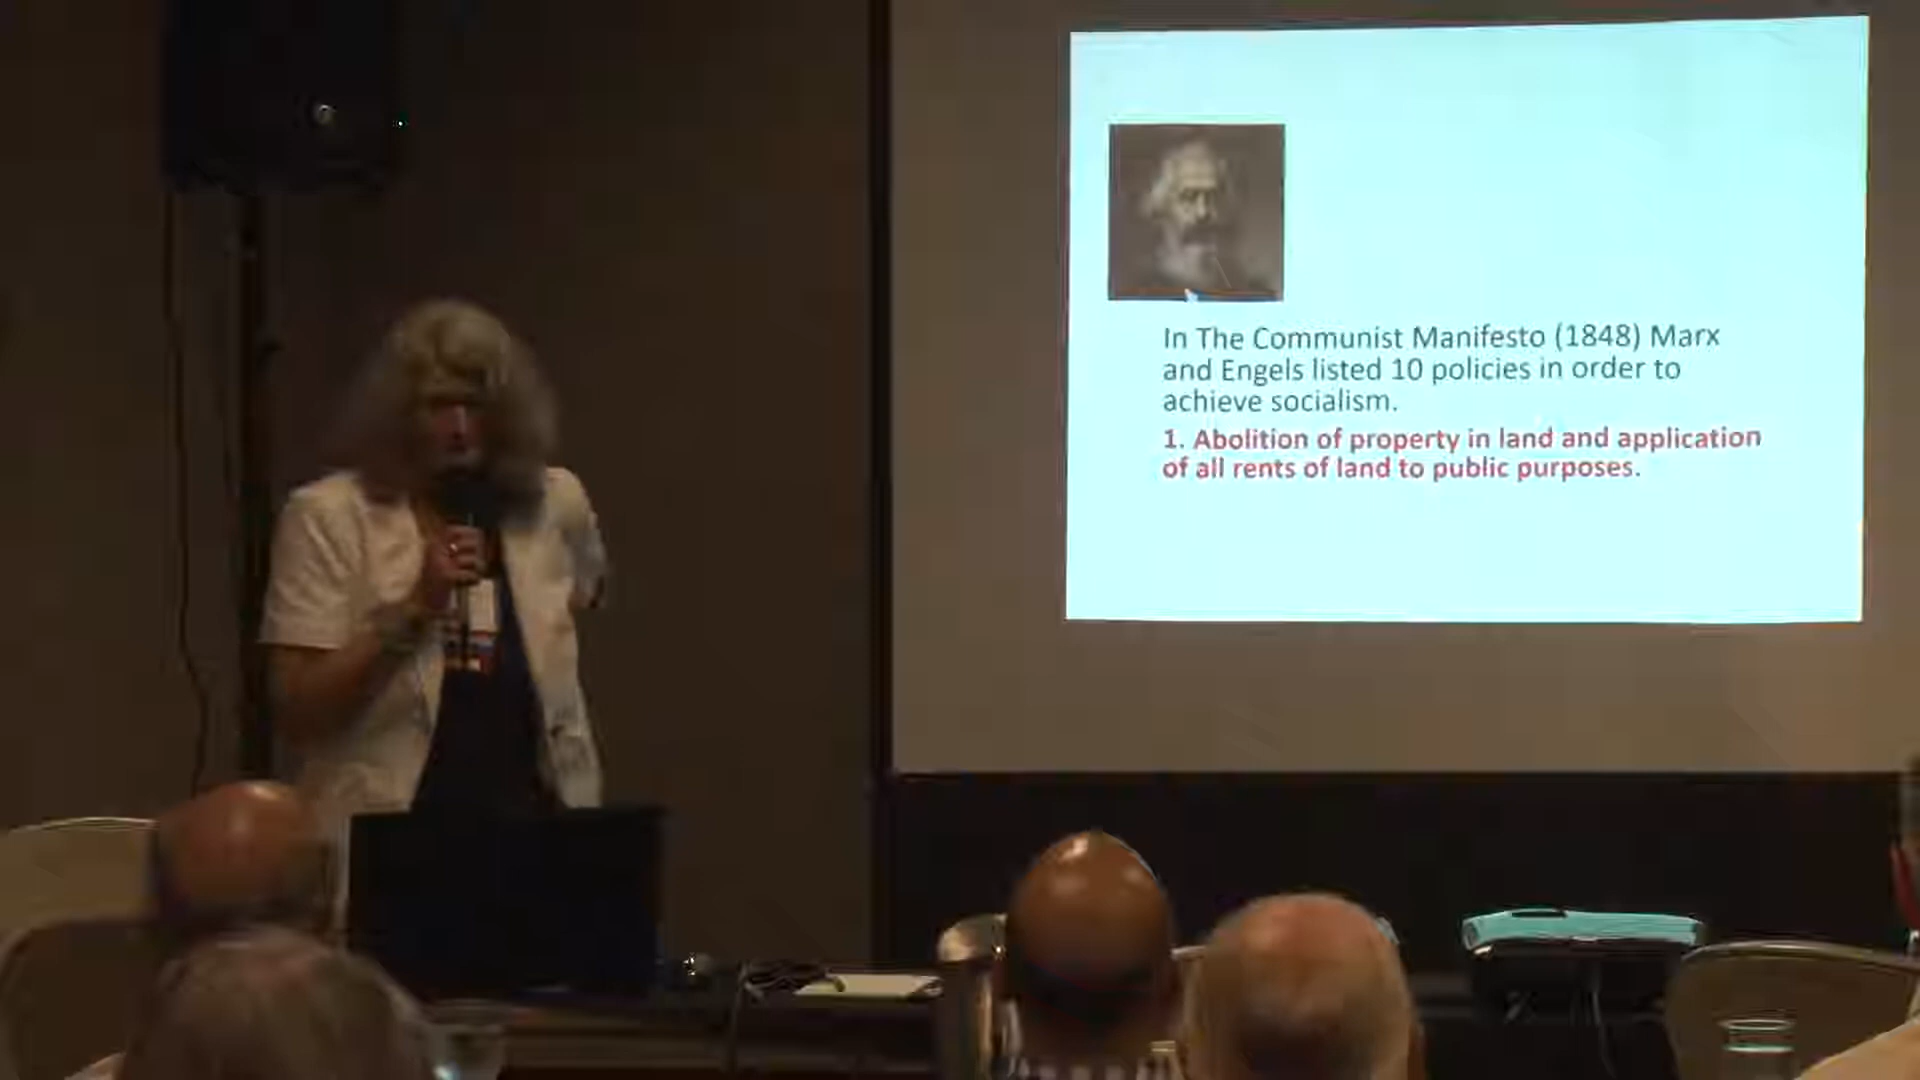 In The Communist Manifesto (1848) Marx
and Engels listed 10 policies in order to
achieve socialism.
1. Abolition of property in land and application
of all rents of land to public purposes.